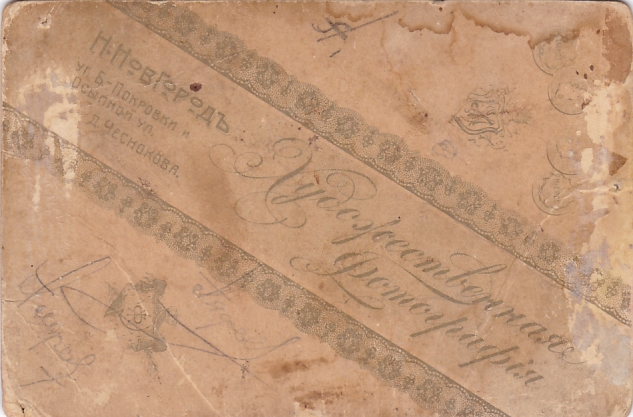 Н.-НОВГОРОДЪ
УГ. Б.-ПОКРОВКИ И
ОСЫПНОЙ УЛ.
Д. ЧЕСНОКОВА.
Художественная
Фотографія